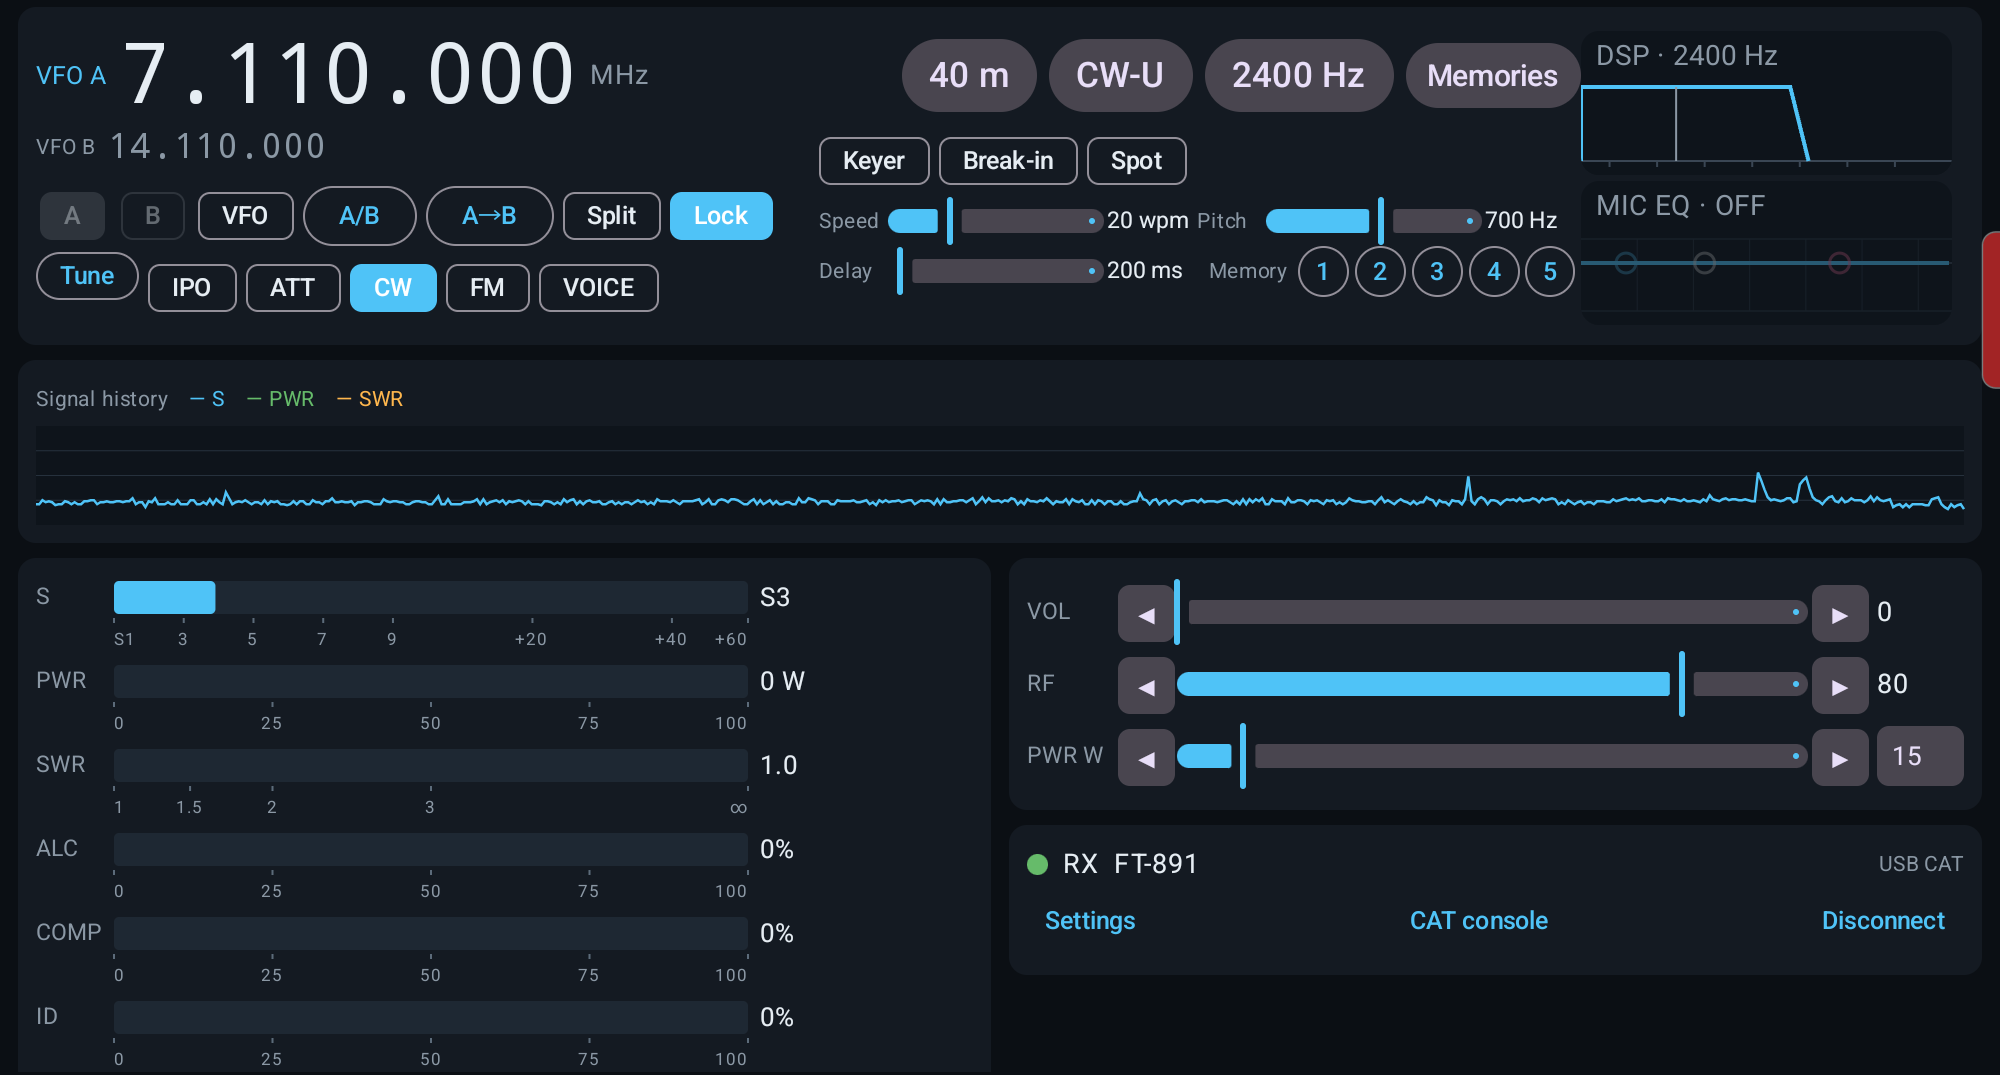 VFO A 7.110.000 MHz
VFO B 14.110.000
A B VFO A/B A→B Split Lock
Tune IPO ATT CW FM VOICE
40 m CW-U 2400 Hz Memories
Keyer Break-in Spot
Speed 20 wpm Pitch 700 Hz
Delay 200 ms Memory 1 2 3 4 5
DSP · 2400 Hz
MIC EQ · OFF
Signal history — S — PWR — SWR
S S3
S1 3 5 7 9 +20 +40 +60
PWR 0 W
0 25 50 75 100
SWR 1.0
1 1.5 2 3 ∞
ALC 0%
0 25 50 75 100
COMP 0%
0 25 50 75 100
ID 0%
0 25 50 75 100
VOL ◀ ▶ 0
RF ◀ ▶ 80
PWR W ◀ ▶ 15
RX FT-891 USB CAT
Settings CAT console Disconnect